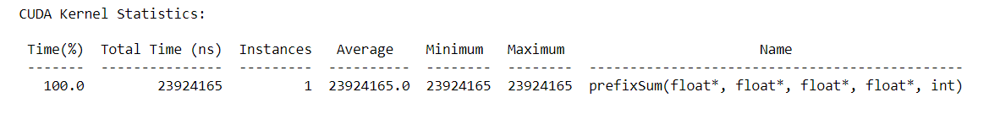 CUDA Kernel Statistics:
Time(%) Total Time (ns) Instances Average Minimum Maximum Name
------- --------------- --------- ---------- -------- -------- --------------------------------------------
100.0 23924165 1 23924165.0 23924165 23924165 prefixSum(float*, float*, float*, float*, int)